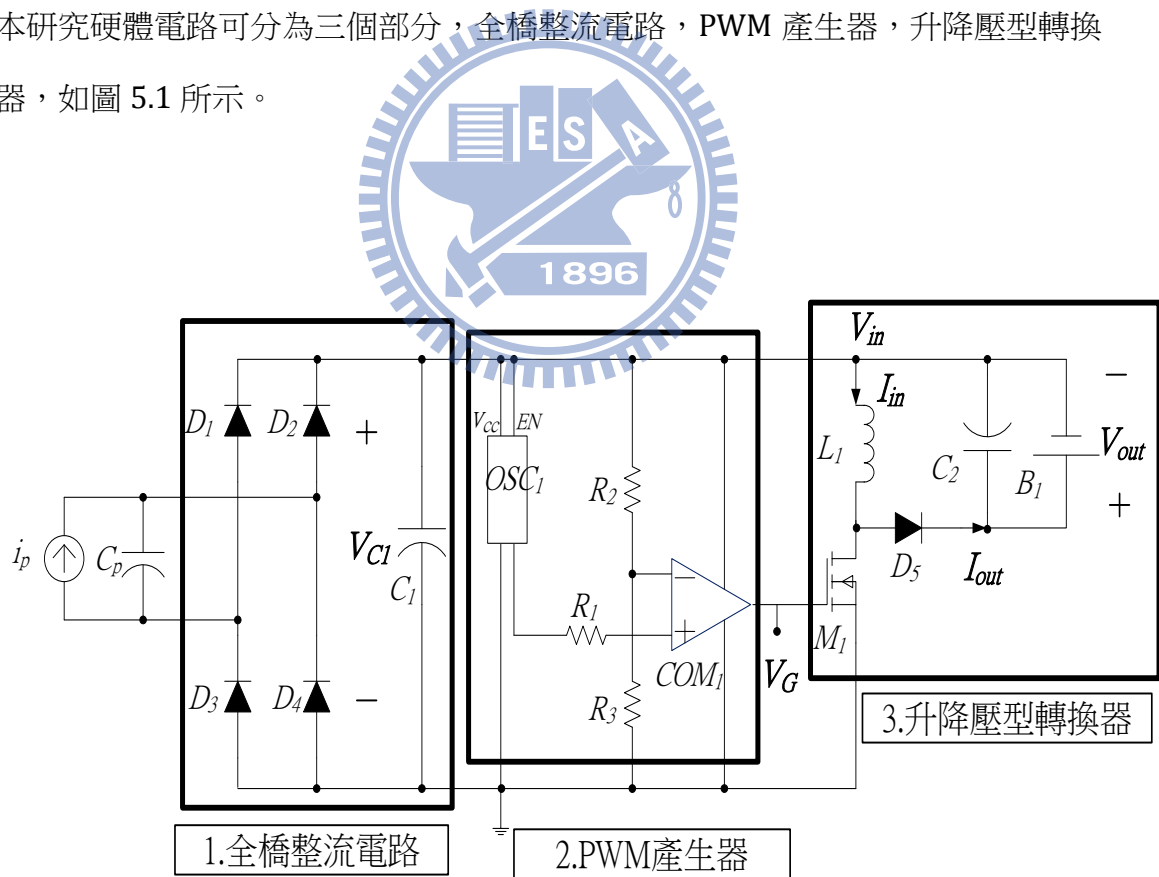 本研究硬體電路可分為三個部分，全橋整流電路，PWM 產生器，升降壓型轉換
器，如圖 5.1 所示。
E S A
8
1896
V_in
I_in
D_1
D_2
+
V_cc
EN
OSC_1
R_2
L_1
C_2
B_1
−
V_out
+
i_p
C_p
V_C1
C_1
R_1
−
+
COM_1
V_G
D_5
I_out
M_1
D_3
D_4
−
R_3
3.升降壓型轉換器
1.全橋整流電路
2.PWM產生器